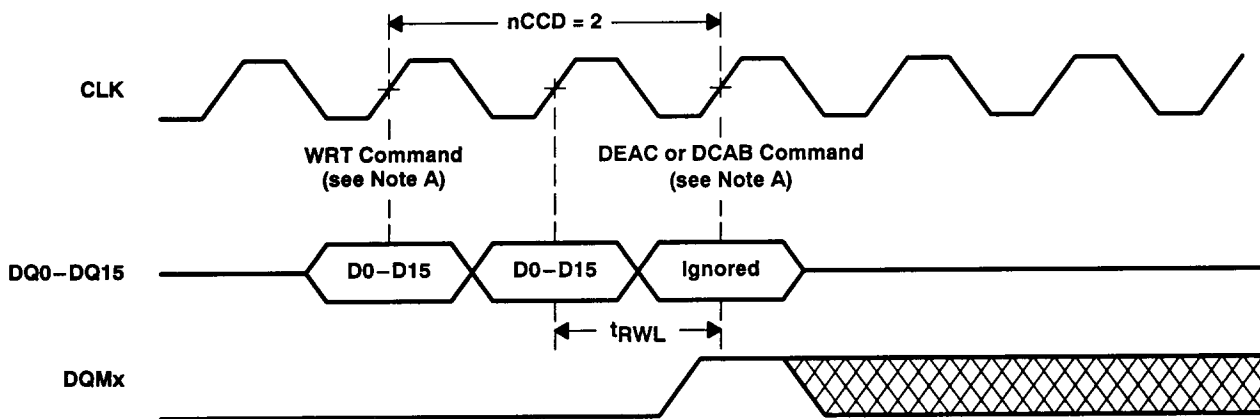 nCCD = 2
CLK
WRT Command
(see Note A)
DEAC or DCAB Command
(see Note A)
DQ0–DQ15
D0–D15
D0–D15
Ignored
tRWL
DQMx